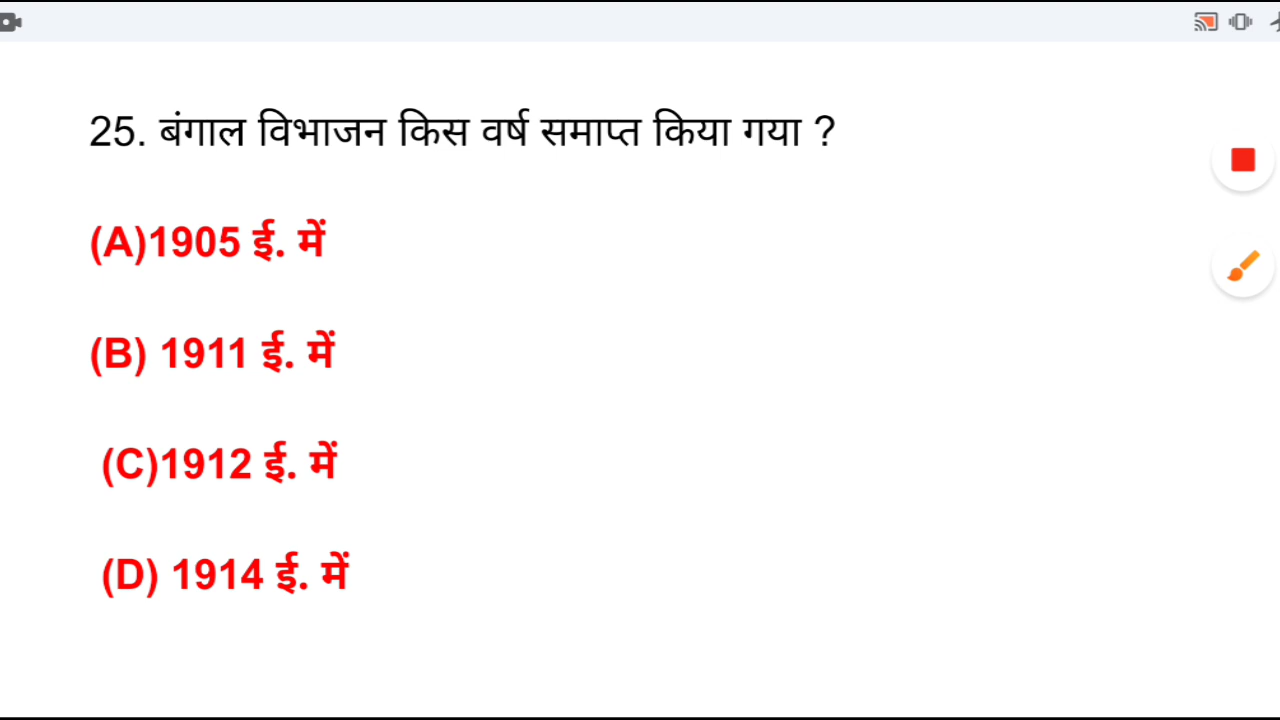 25. बंगाल विभाजन किस वर्ष समाप्त किया गया ?
(A)1905 ई. में
(B) 1911 ई. में
(C)1912 ई. में
(D) 1914 ई. में